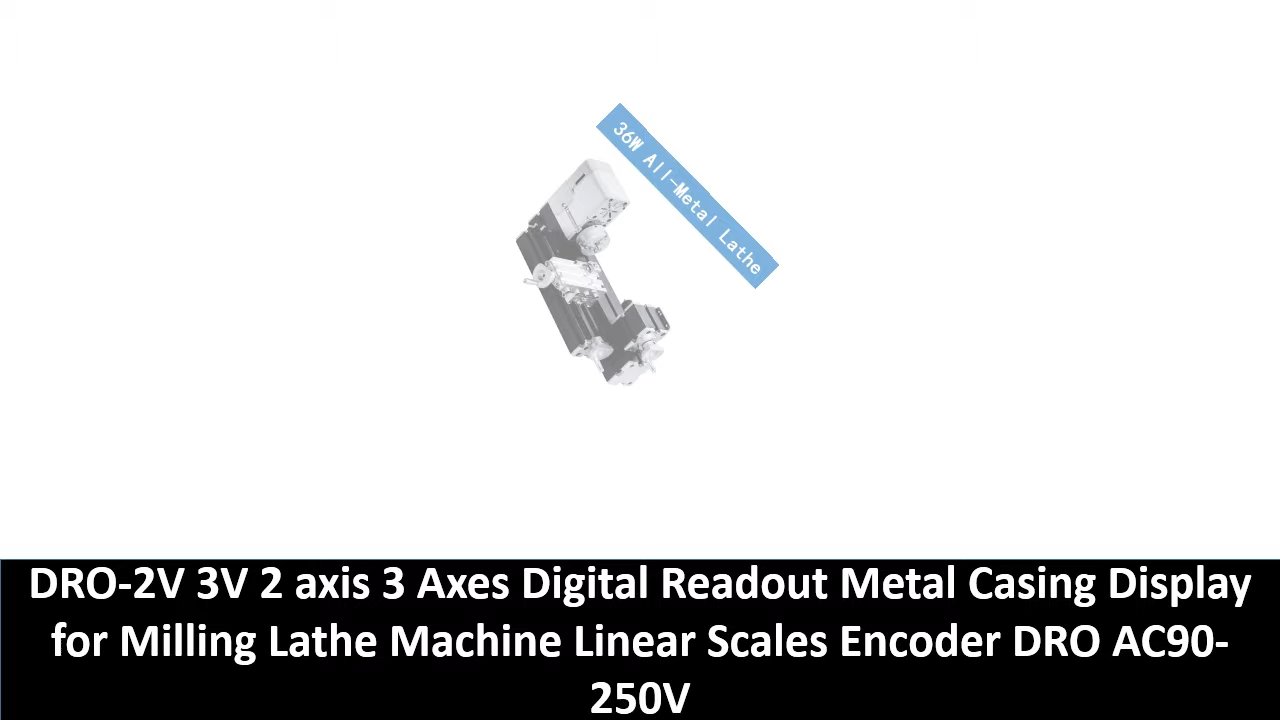 36W All-Metal Lathe
DRO-2V 3V 2 axis 3 Axes Digital Readout Metal Casing Display
for Milling Lathe Machine Linear Scales Encoder DRO AC90-
250V